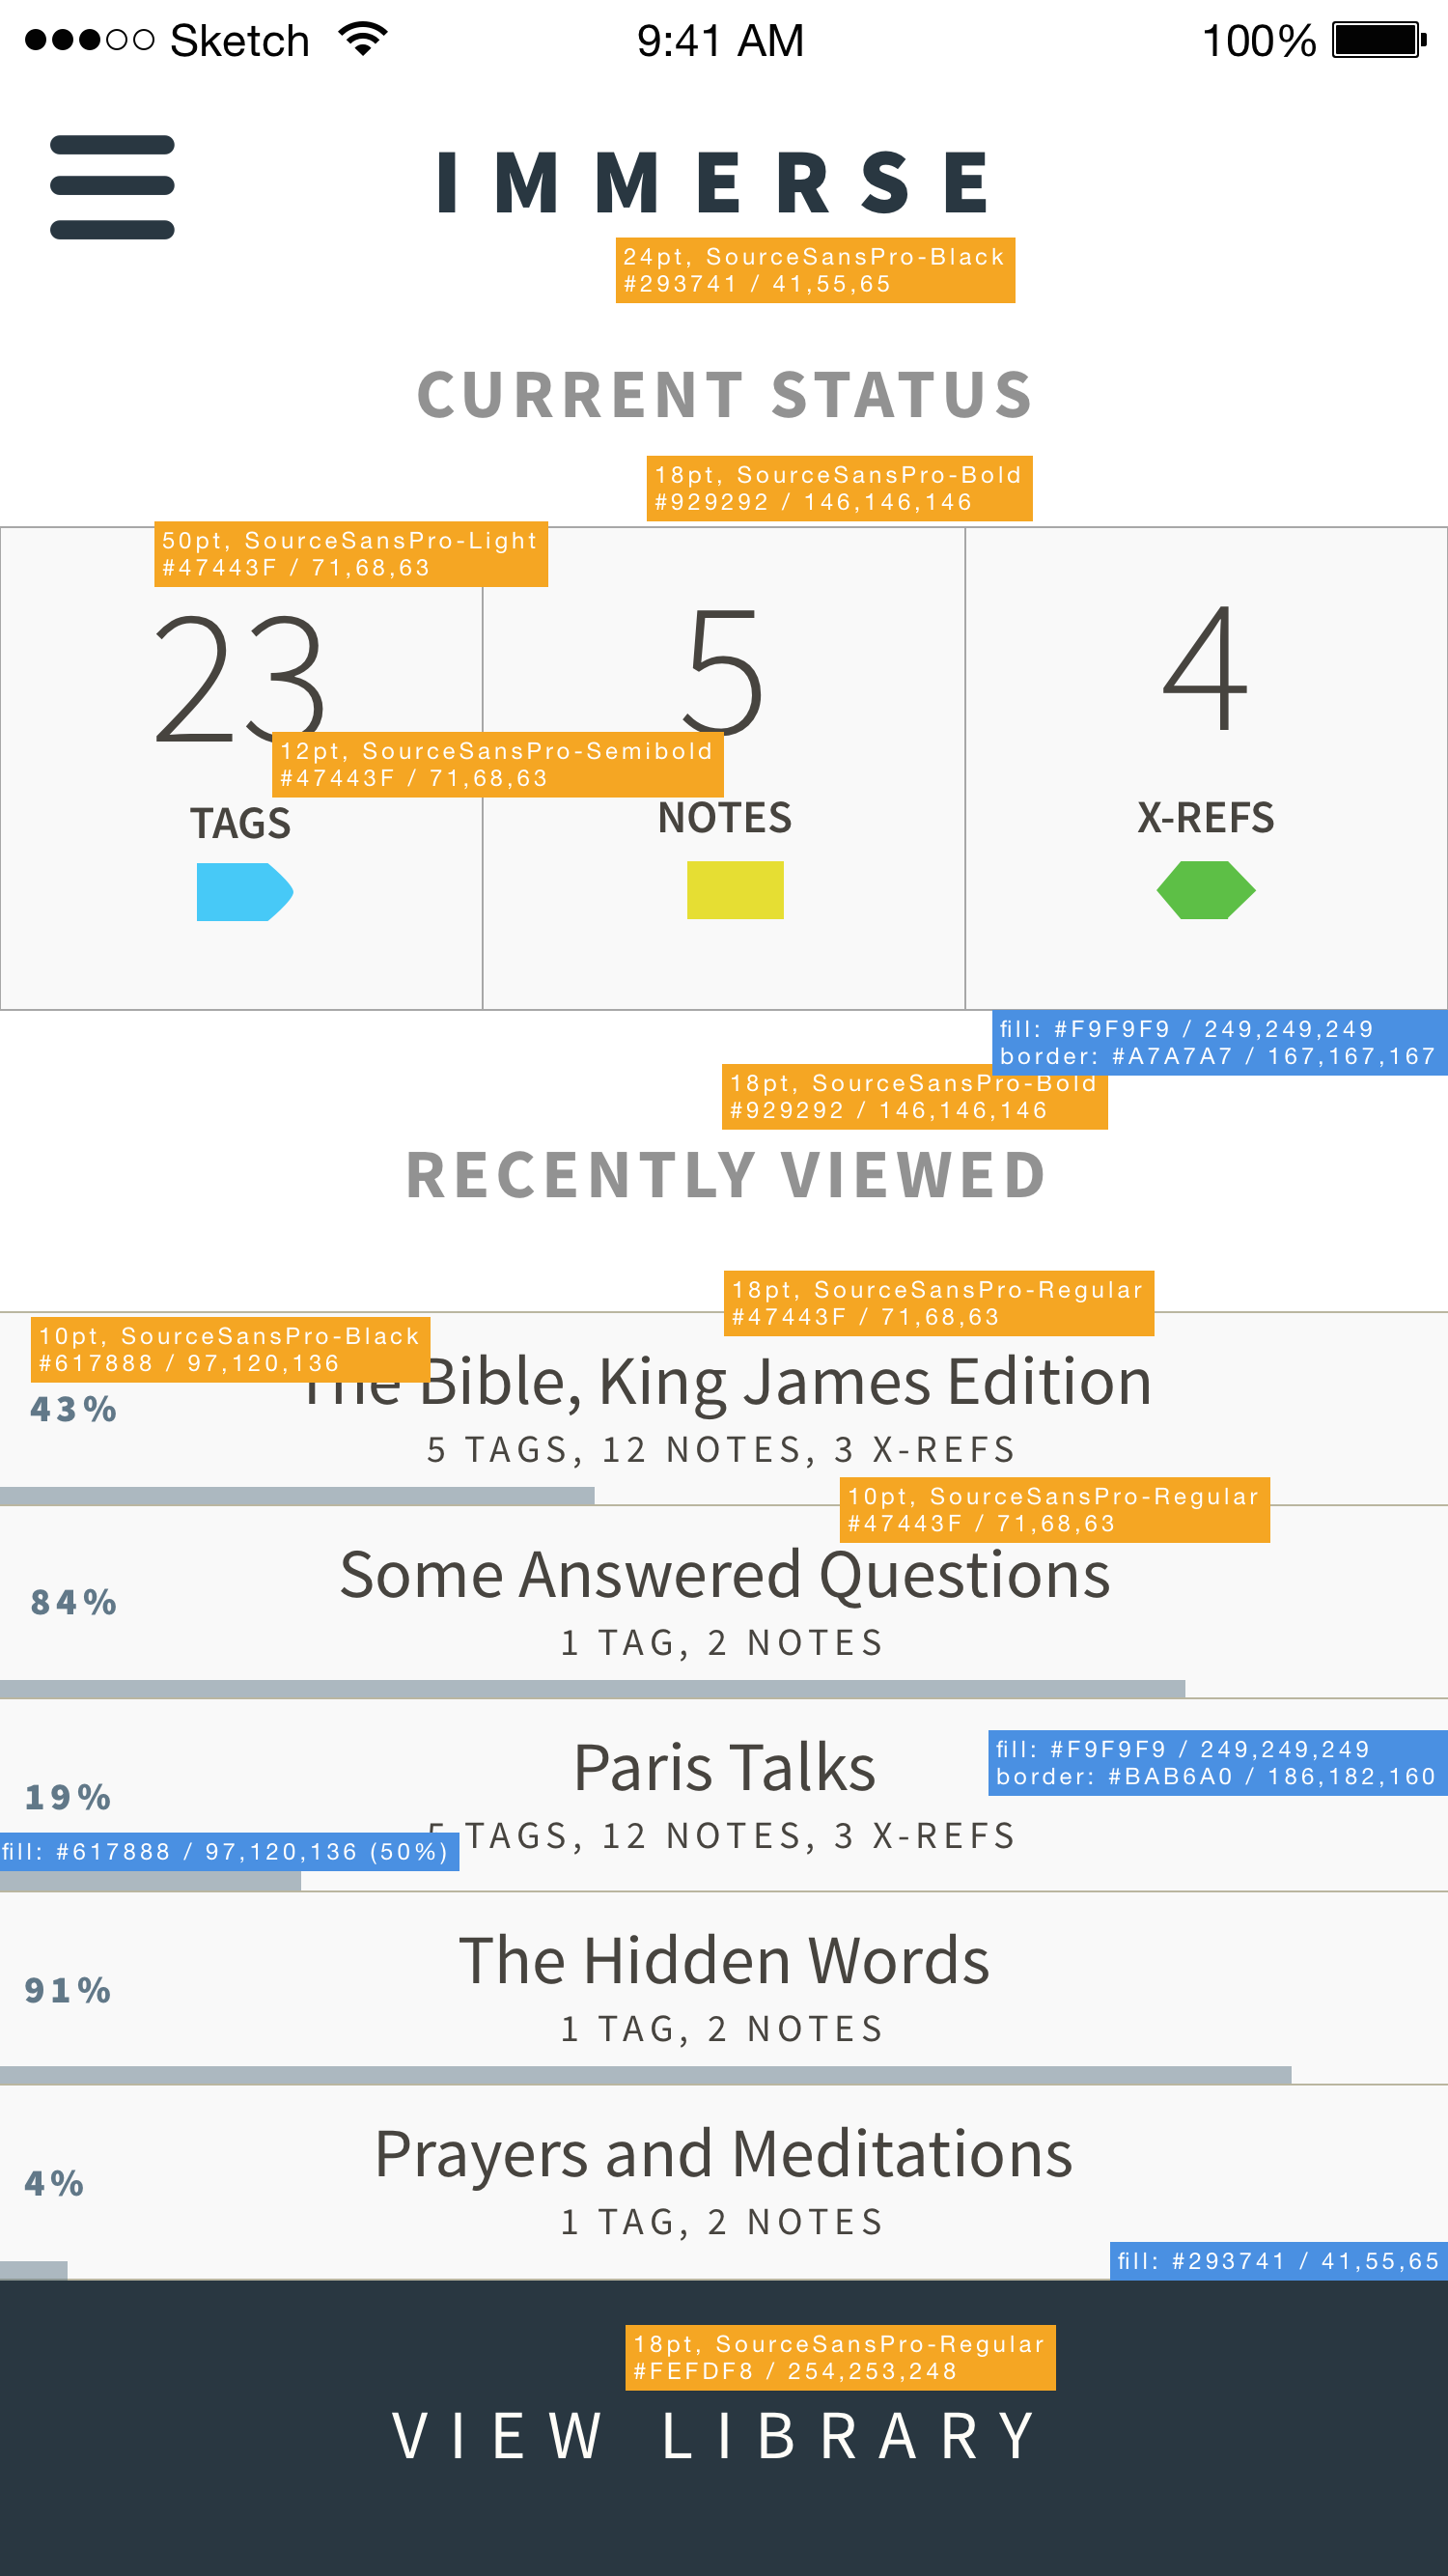 Sketch 9:41 AM 100%
IMMERSE
24pt, SourceSansPro-Black
#293741 / 41,55,65
CURRENT STATUS
18pt, SourceSansPro-Bold
#929292 / 146,146,146
50pt, SourceSansPro-Light
#47443F / 71,68,63
23 5 4
12pt, SourceSansPro-Semibold
#47443F / 71,68,63
TAGS NOTES X-REFS
fill: #F9F9F9 / 249,249,249
border: #A7A7A7 / 167,167,167
18pt, SourceSansPro-Bold
#929292 / 146,146,146
RECENTLY VIEWED
18pt, SourceSansPro-Regular
#47443F / 71,68,63
10pt, SourceSansPro-Black
#617888 / 97,120,136
The Bible, King James Edition
43%
5 TAGS, 12 NOTES, 3 X-REFS
10pt, SourceSansPro-Regular
#47443F / 71,68,63
Some Answered Questions
84%
1 TAG, 2 NOTES
Paris Talks
fill: #F9F9F9 / 249,249,249
border: #BAB6A0 / 186,182,160
19%
5 TAGS, 12 NOTES, 3 X-REFS
fill: #617888 / 97,120,136 (50%)
The Hidden Words
91%
1 TAG, 2 NOTES
Prayers and Meditations
4%
1 TAG, 2 NOTES
fill: #293741 / 41,55,65
18pt, SourceSansPro-Regular
#FEFDF8 / 254,253,248
VIEW LIBRARY